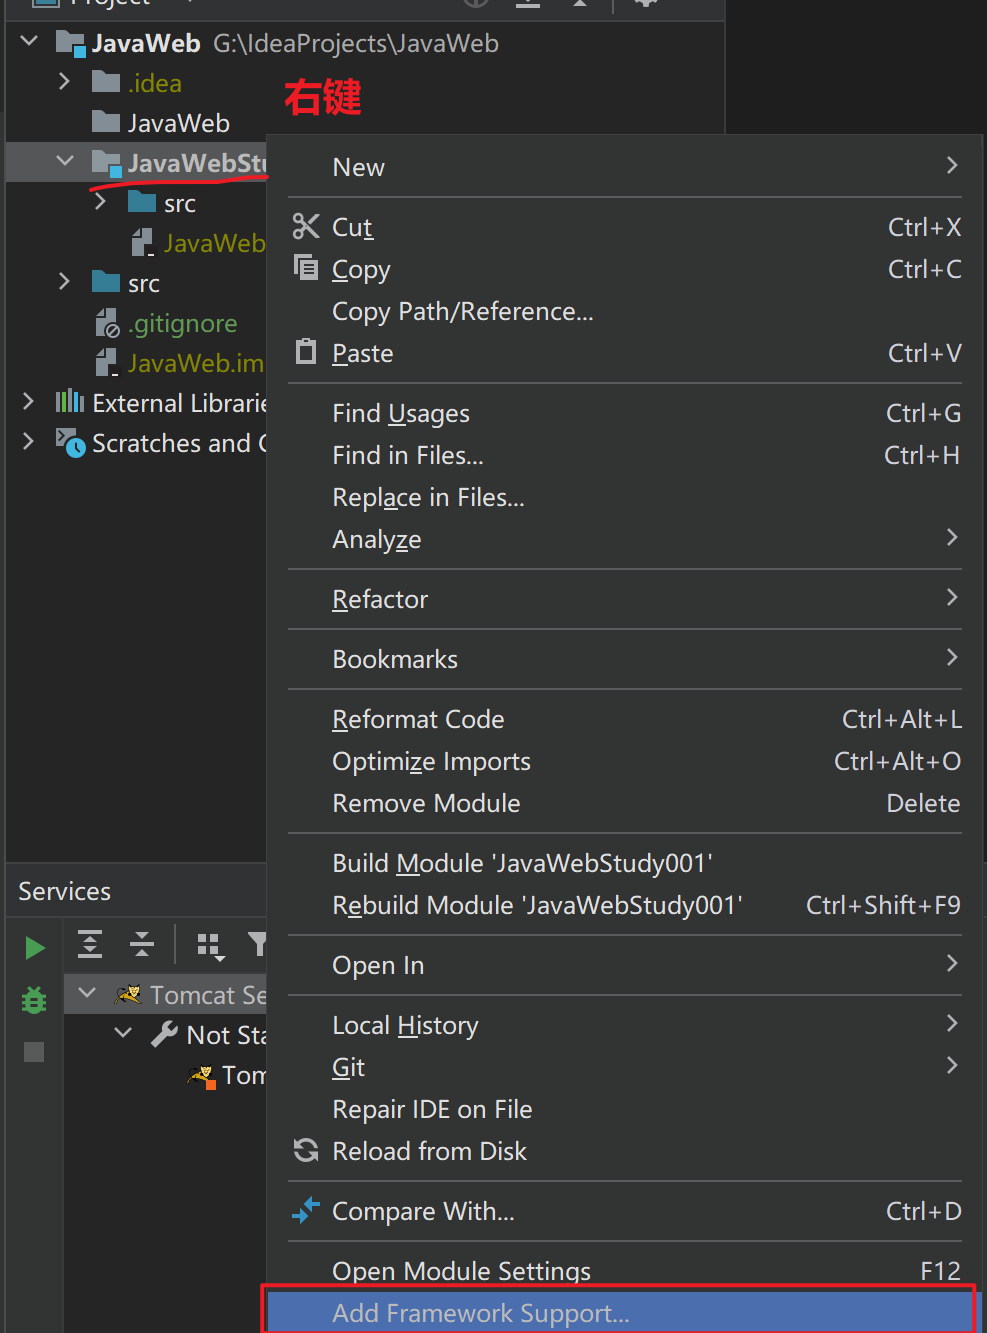 Project
JavaWeb G:\IdeaProjects\JavaWeb
.idea
右键
JavaWeb
JavaWebStu
src
JavaWeb
src
.gitignore
JavaWeb.im
External Librarie
Scratches and C
New
Cut Ctrl+X
Copy Ctrl+C
Copy Path/Reference...
Paste Ctrl+V
Find Usages Ctrl+G
Find in Files... Ctrl+H
Replace in Files...
Analyze
Refactor
Bookmarks
Reformat Code Ctrl+Alt+L
Optimize Imports Ctrl+Alt+O
Remove Module Delete
Build Module 'JavaWebStudy001'
Rebuild Module 'JavaWebStudy001' Ctrl+Shift+F9
Open In
Local History
Git
Repair IDE on File
Reload from Disk
Compare With... Ctrl+D
Open Module Settings F12
Add Framework Support...
Services
Tomcat Se
Not Sta
Tom